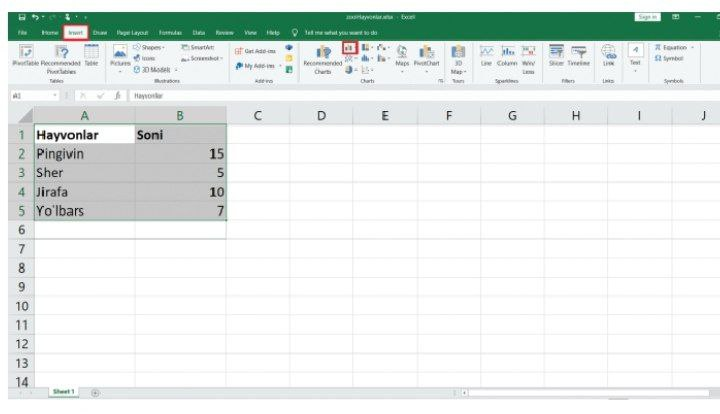 zooHayvonlar.xlsx - Excel
Sign in
File Home Insert Draw Page Layout Formulas Data Review View Help Tell me what you want to do
PivotTable Recommended PivotTables Table
Pictures Shapes Icons 3D Models SmartArt Screenshot
Get Add-ins My Add-ins
Recommended Charts Maps PivotChart
3D Map
Line Column Win/Loss
Slicer Timeline
Link
Text
Equation Symbol
Tables Illustrations Add-ins Charts Tours Sparklines Filters Links Symbols
A1 fx Hayvonlar
A B C D E F G H I J
1 Hayvonlar Soni
2 Pingivin 15
3 Sher 5
4 Jirafa 10
5 Yo'lbars 7
6
7
8
9
10
11
12
13
14
Sheet 1